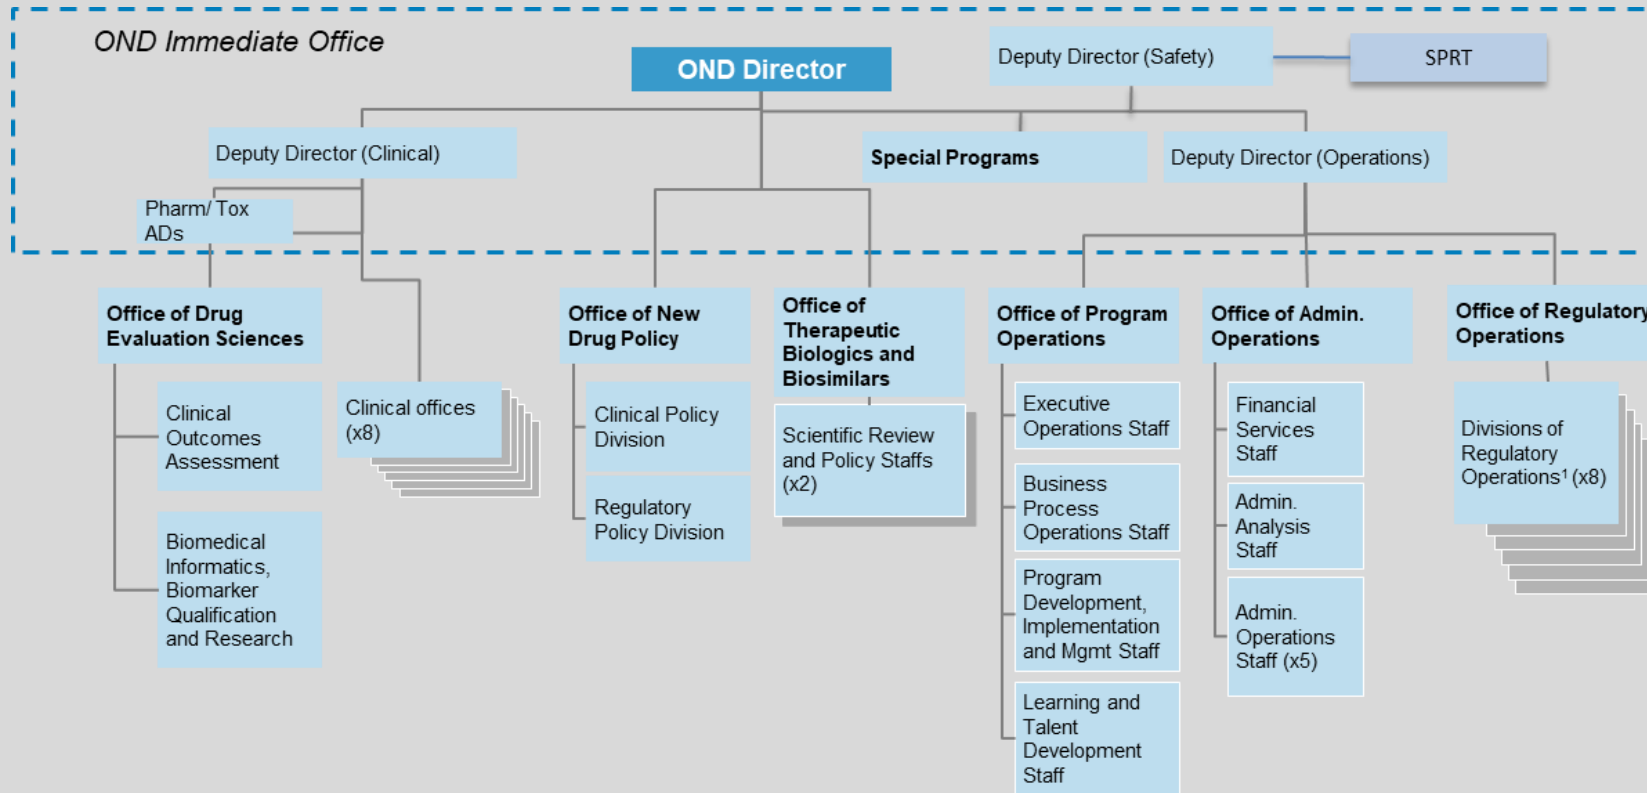 OND Immediate Office
OND Director
Deputy Director (Safety)
SPRT
Deputy Director (Clinical)
Special Programs
Deputy Director (Operations)
Pharm/ Tox
ADs
Office of Drug
Evaluation Sciences
Clinical
Outcomes
Assessment
Biomedical
Informatics,
Biomarker
Qualification
and Research
Clinical offices
(x8)
Office of New
Drug Policy
Clinical Policy
Division
Regulatory
Policy Division
Office of
Therapeutic
Biologics and
Biosimilars
Scientific Review
and Policy Staffs
(x2)
Office of Program
Operations
Executive
Operations Staff
Business
Process
Operations Staff
Program
Development,
Implementation
and Mgmt Staff
Learning and
Talent
Development
Staff
Office of Admin.
Operations
Financial
Services
Staff
Admin.
Analysis
Staff
Admin.
Operations
Staff (x5)
Office of Regulatory
Operations
Divisions of
Regulatory
Operations¹ (x8)